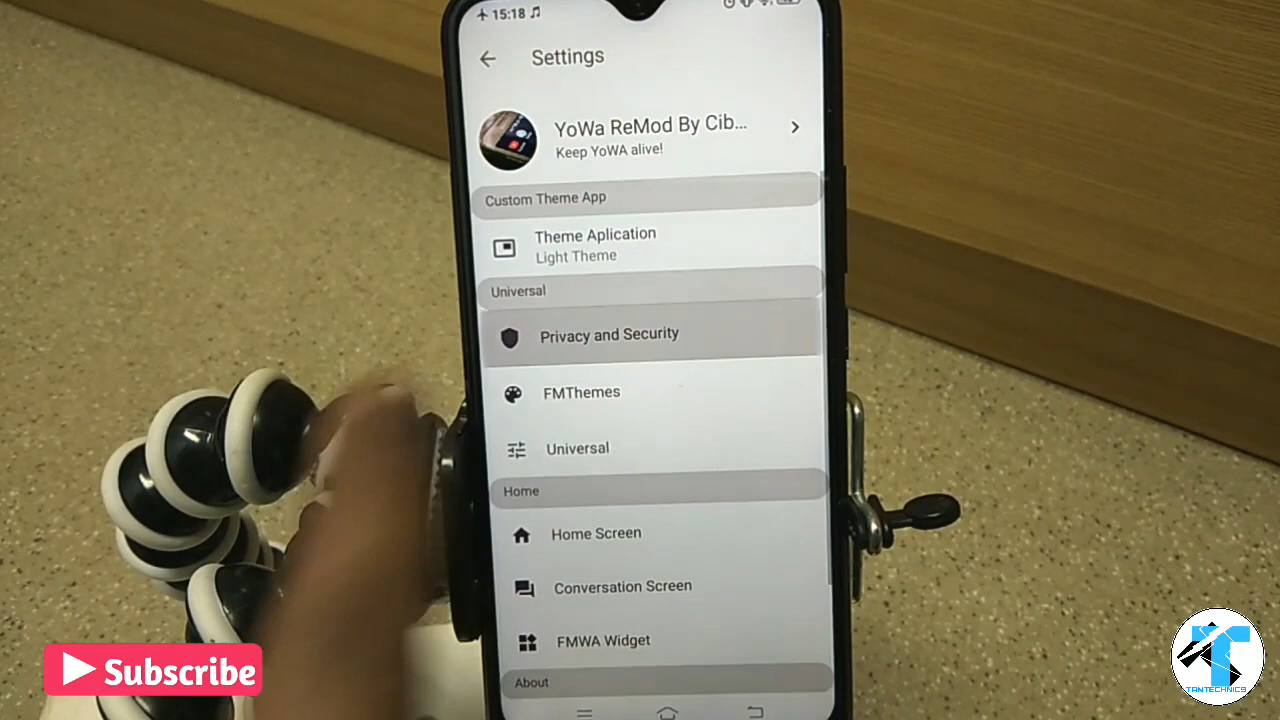 15:18
Settings
YoWa ReMod By Cib...
Keep YoWA alive!
Custom Theme App
Theme Aplication
Light Theme
Universal
Privacy and Security
FMThemes
Universal
Home
Home Screen
Conversation Screen
FMWA Widget
About
Subscribe
TANTECHNICS